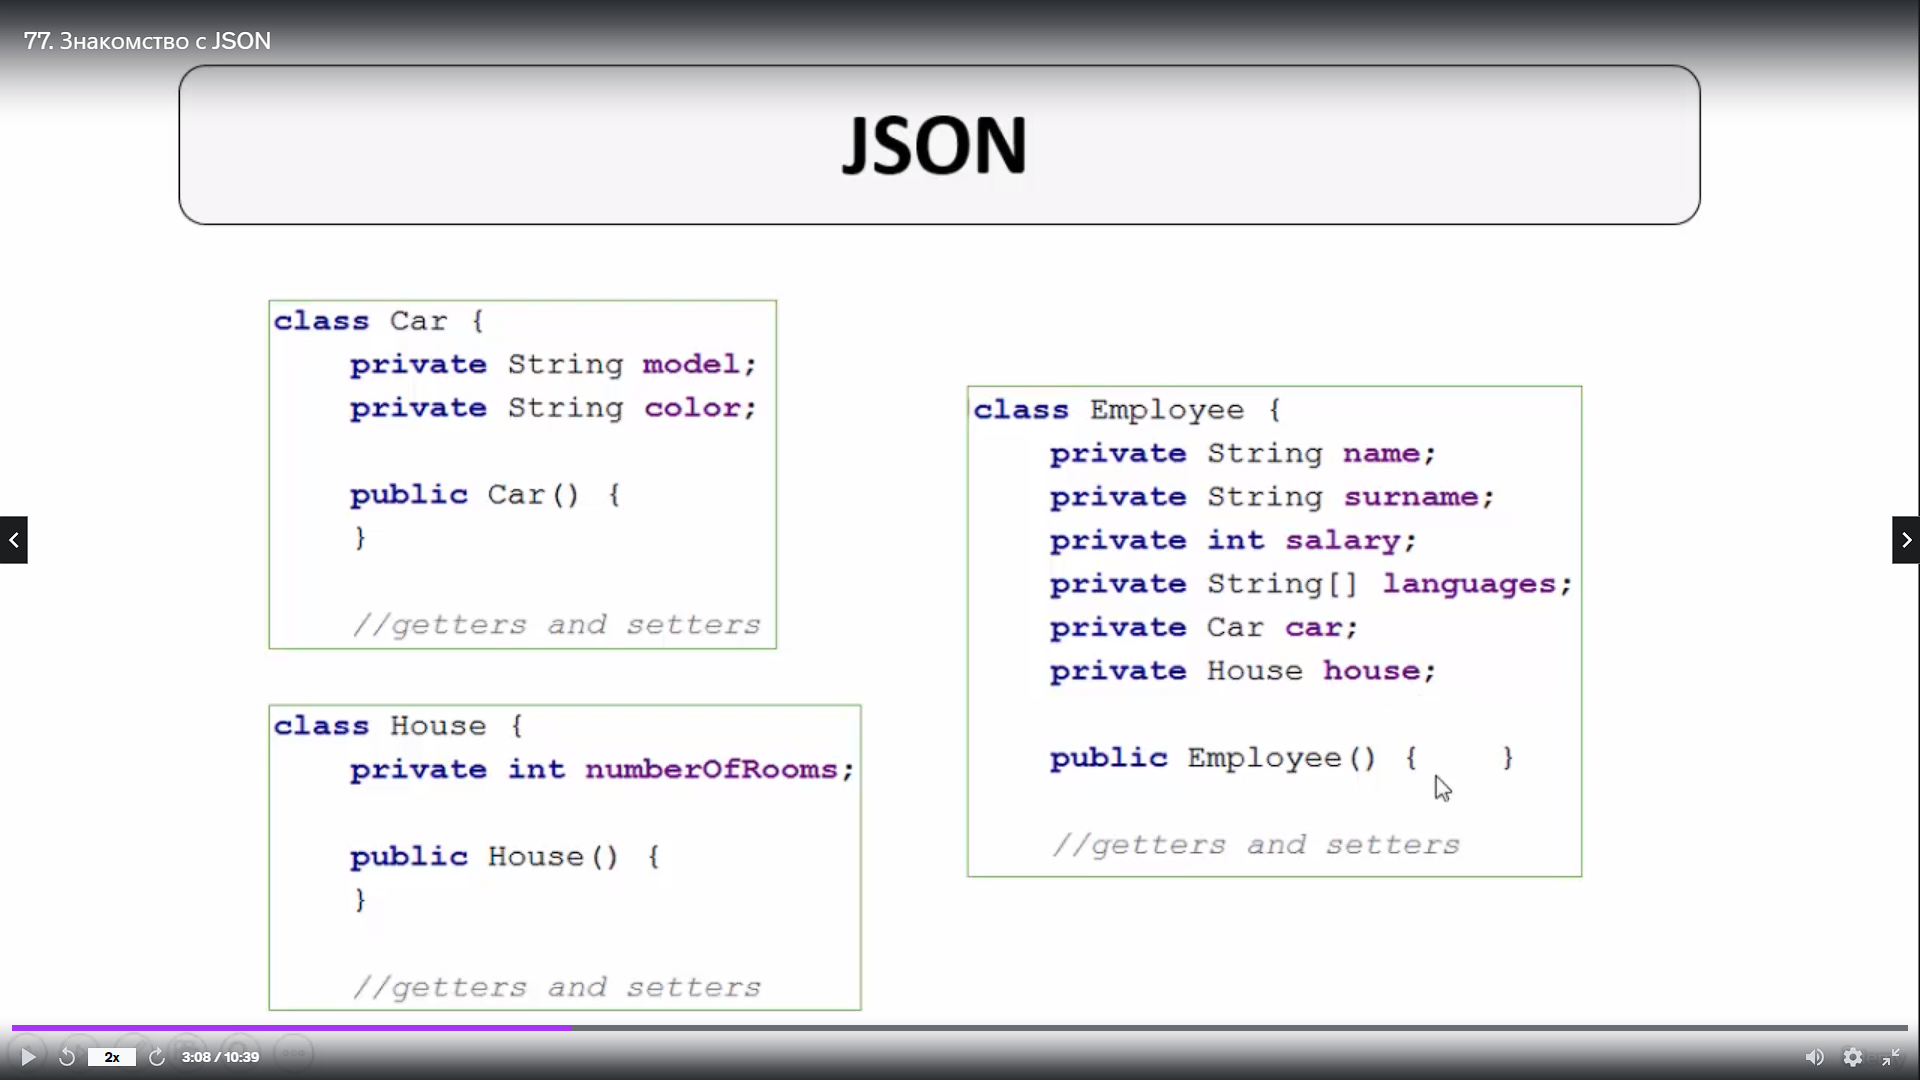 77. Знакомство с JSON
JSON
class Car {
private String model;
private String color;
public Car() {
}
//getters and setters
class House {
private int numberOfRooms;
public House() {
}
//getters and setters
class Employee {
private String name;
private String surname;
private int salary;
private String[] languages;
private Car car;
private House house;
public Employee() {    }
//getters and setters
2x
3:08 / 10:39